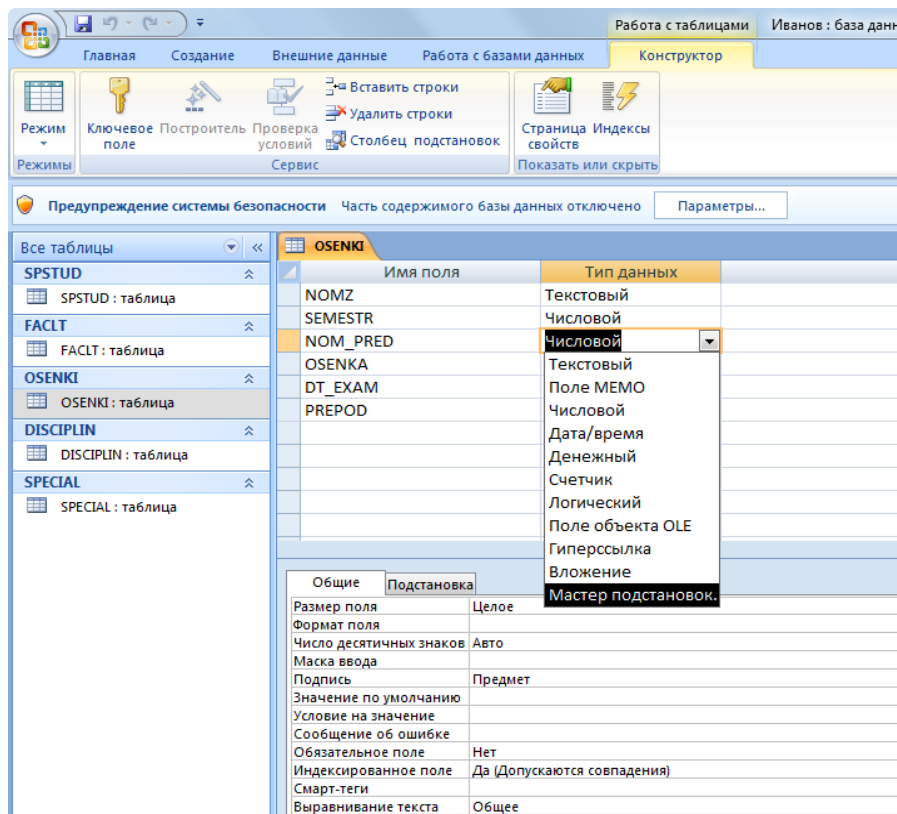 Работа с таблицами Иванов : база данн
Главная Создание Внешние данные Работа с базами данных Конструктор
Режим
Ключевое поле
Построитель
Проверка условий
Вставить строки
Удалить строки
Столбец подстановок
Страница свойств
Индексы
Режимы Сервис Показать или скрыть
Предупреждение системы безопасности Часть содержимого базы данных отключено Параметры...
Все таблицы
SPSTUD
SPSTUD : таблица
FACLT
FACLT : таблица
OSENKI
OSENKI : таблица
DISCIPLIN
DISCIPLIN : таблица
SPECIAL
SPECIAL : таблица
OSENKI
Имя поля Тип данных
NOMZ Текстовый
SEMESTR Числовой
NOM_PRED Числовой
OSENKA
DT_EXAM
PREPOD
Текстовый
Поле МЕМО
Числовой
Дата/время
Денежный
Счетчик
Логический
Поле объекта OLE
Гиперссылка
Вложение
Мастер подстановок.
Общие Подстановка
Размер поля Целое
Формат поля
Число десятичных знаков Авто
Маска ввода
Подпись Предмет
Значение по умолчанию
Условие на значение
Сообщение об ошибке
Обязательное поле Нет
Индексированное поле Да (Допускаются совпадения)
Смарт-теги
Выравнивание текста Общее